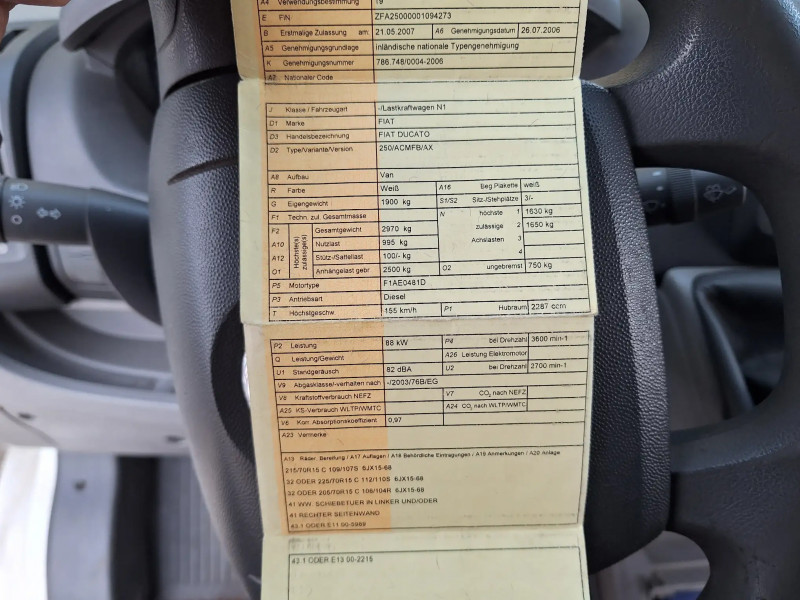 A4 Verwendungsbestimmung 19
E FIN ZFA25000001094273
B Erstmalige Zulassung am: 21.05.2007 A6 Genehmigungsdatum 26.07.2006
A5 Genehmigungsgrundlage inländische nationale Typengenehmigung
K Genehmigungsnummer 786.748/0004-2006
A7 Nationaler Code
J Klasse / Fahrzeugart -/Lastkraftwagen N1
D1 Marke FIAT
D3 Handelsbezeichnung FIAT DUCATO
D2 Type/Variante/Version 250/ACMFB/AX
A8 Aufbau Van
R Farbe Weiß A16 Beg.Plakette weiß
G Eigengewicht 1900 kg S1/S2 Sitz-/Stehplätze 3/-
F1 Techn. zul. Gesamtmasse N höchste 1 1630 kg
F2 Höchste(s) zulässige(s) Gesamtgewicht 2970 kg zulässige 2 1650 kg
A10 Nutzlast 995 kg Achslasten 3
A12 Stütz-/Sattellast 100/- kg 4
O1 Anhängelast gebr 2500 kg O2 ungebremst 750 kg
P5 Motortype F1AE0481D
P3 Antriebsart Diesel
T Höchstgeschw. 155 km/h P1 Hubraum 2287 ccm
P2 Leistung 88 kW P4 bei Drehzahl 3600 min-1
Q Leistung/Gewicht A26 Leistung Elektromotor
U1 Standgeräusch 82 dBA U2 bei Drehzahl 2700 min-1
V9 Abgasklasse/-verhalten nach -/2003/76B/EG
V8 Kraftstoffverbrauch NEFZ V7 CO2 nach NEFZ
A25 KS-Verbrauch WLTP/WMTC A24 CO2 nach WLTP/WMTC
V6 Korr. Absorptionskoeffizient 0,97
A23 Vermerke
A13 Räder, Bereifung / A17 Auflagen / A18 Behördliche Eintragungen / A19 Anmerkungen / A20 Anlage
215/70R15 C 109/107S 6JX15-68
32 ODER 225/70R15 C 112/110S 6JX15-68
32 ODER 205/70R15 C 106/104R 6JX15-68
41 WW. SCHIEBETUER IN LINKER UND/ODER
41 RECHTER SEITENWAND
43.1 ODER E11 00-5989
43.1 ODER E13 00-2215